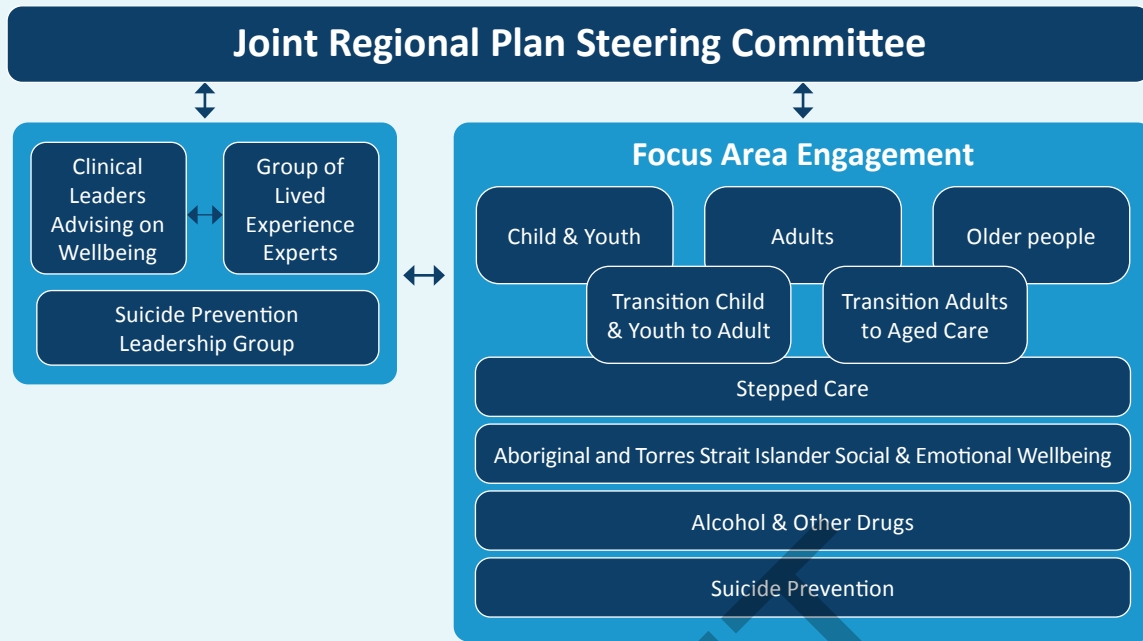 Joint Regional Plan Steering Committee
Clinical
Leaders
Advising on
Wellbeing
Group of
Lived
Experience
Experts
Suicide Prevention
Leadership Group
Focus Area Engagement
Child & Youth
Adults
Older people
Transition Child
& Youth to Adult
Transition Adults
to Aged Care
Stepped Care
Aboriginal and Torres Strait Islander Social & Emotional Wellbeing
Alcohol & Other Drugs
Suicide Prevention